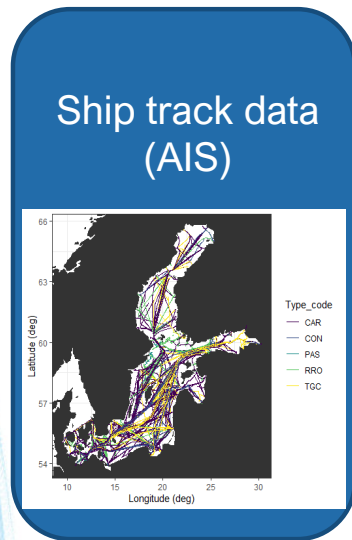 Ship track data
(AIS)
66
63
60
57
54
Latitude (deg)
10
15
20
25
30
Longitude (deg)
Type_code
CAR
CON
PAS
RRO
TGC